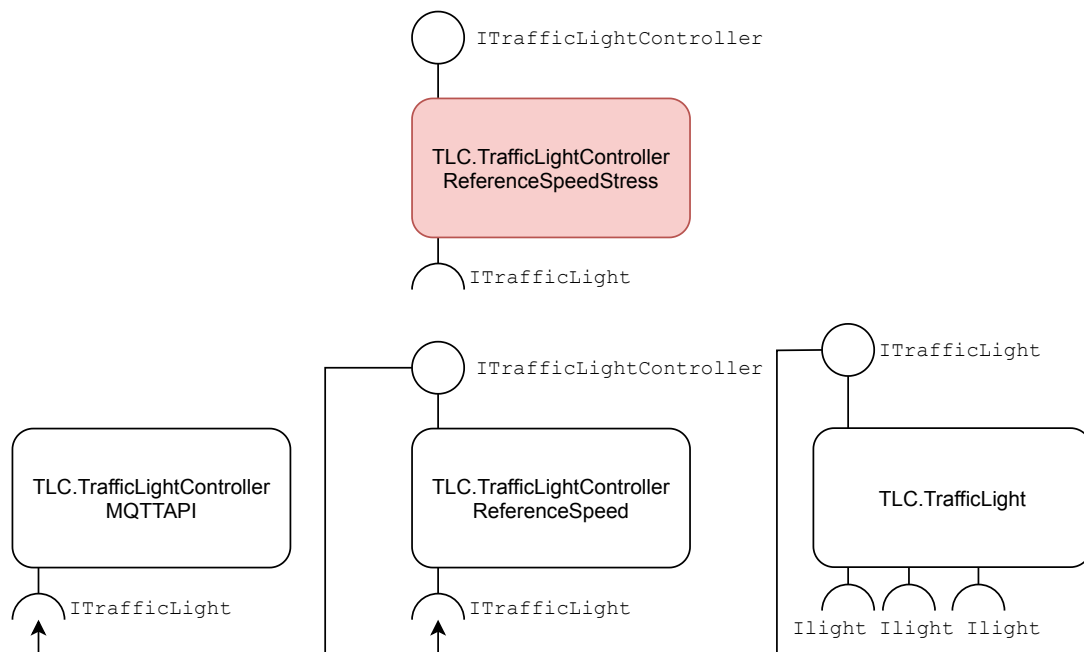 ITrafficLightController
TLC.TrafficLightController
ReferenceSpeedStress
ITrafficLight
ITrafficLightController
ITrafficLight
TLC.TrafficLightController
MQTTAPI
TLC.TrafficLightController
ReferenceSpeed
TLC.TrafficLight
ITrafficLight
ITrafficLight
Ilight Ilight Ilight